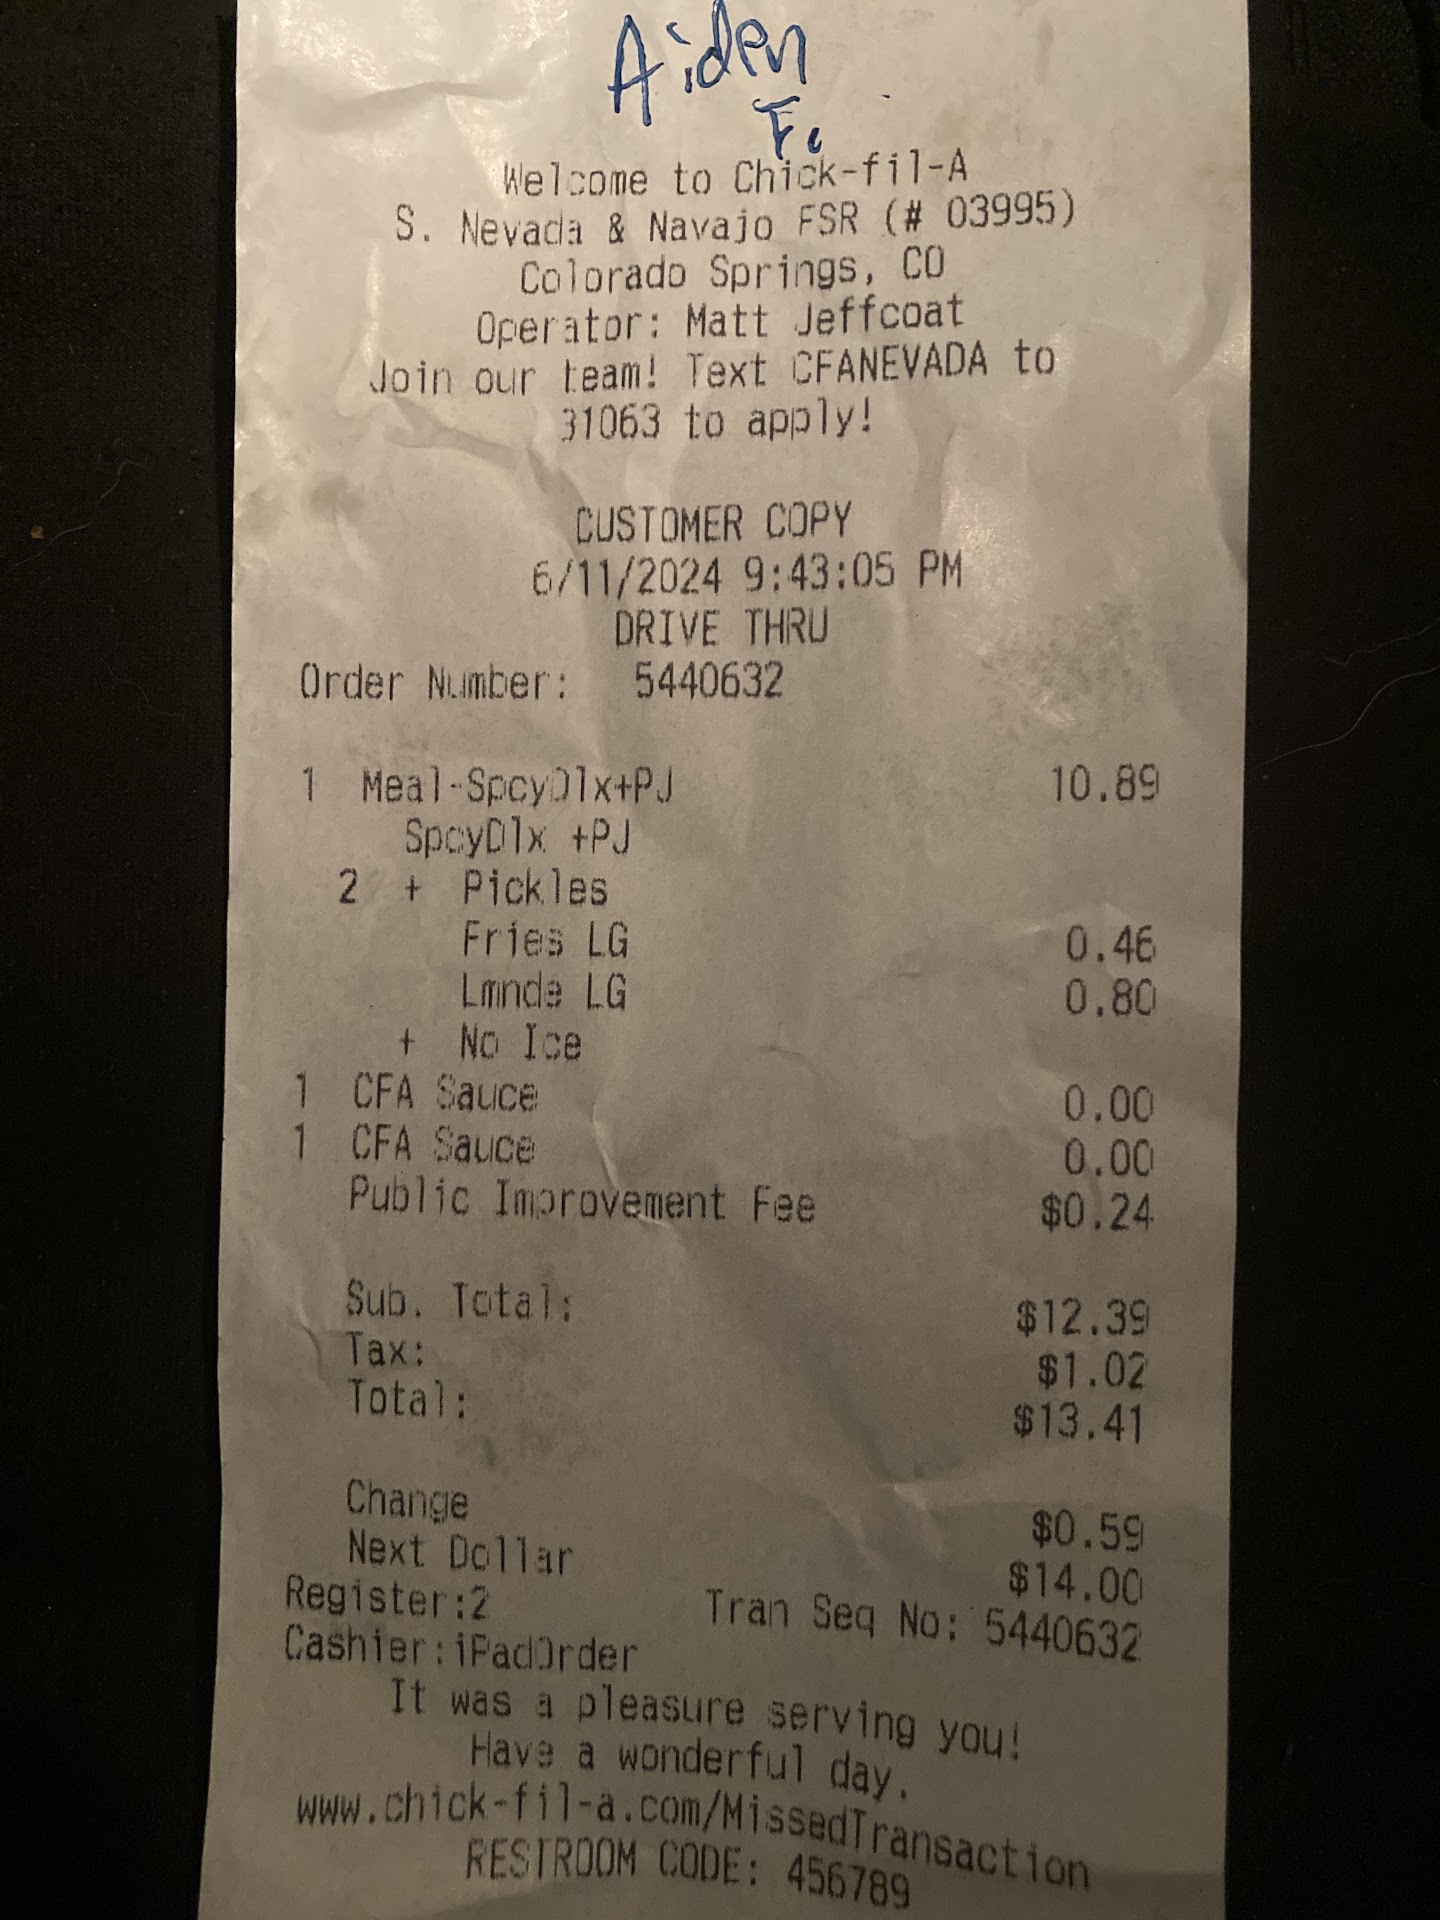 Aiden
F.
Welcome to Chick-fil-A
S. Nevada & Navajo FSR (# 03995)
Colorado Springs, CO
Operator: Matt Jeffcoat
Join our team! Text CFANEVADA to
31063 to apply!
CUSTOMER COPY
6/11/2024 9:43:05 PM
DRIVE THRU
Order Number: 5440632
1 Meal-SpcyDlx+PJ 10.89
SpcyDlx +PJ
2 + Pickles
Fries LG 0.46
Lmnde LG 0.80
+ No Ice
1 CFA Sauce 0.00
1 CFA Sauce 0.00
Public Improvement Fee $0.24
Sub. Total: $12.39
Tax: $1.02
Total: $13.41
Change $0.59
Next Dollar $14.00
Register:2 Tran Seq No: 5440632
Cashier:iPadOrder
It was a pleasure serving you!
Have a wonderful day.
www.chick-fil-a.com/MissedTransaction
RESTROOM CODE: 456789